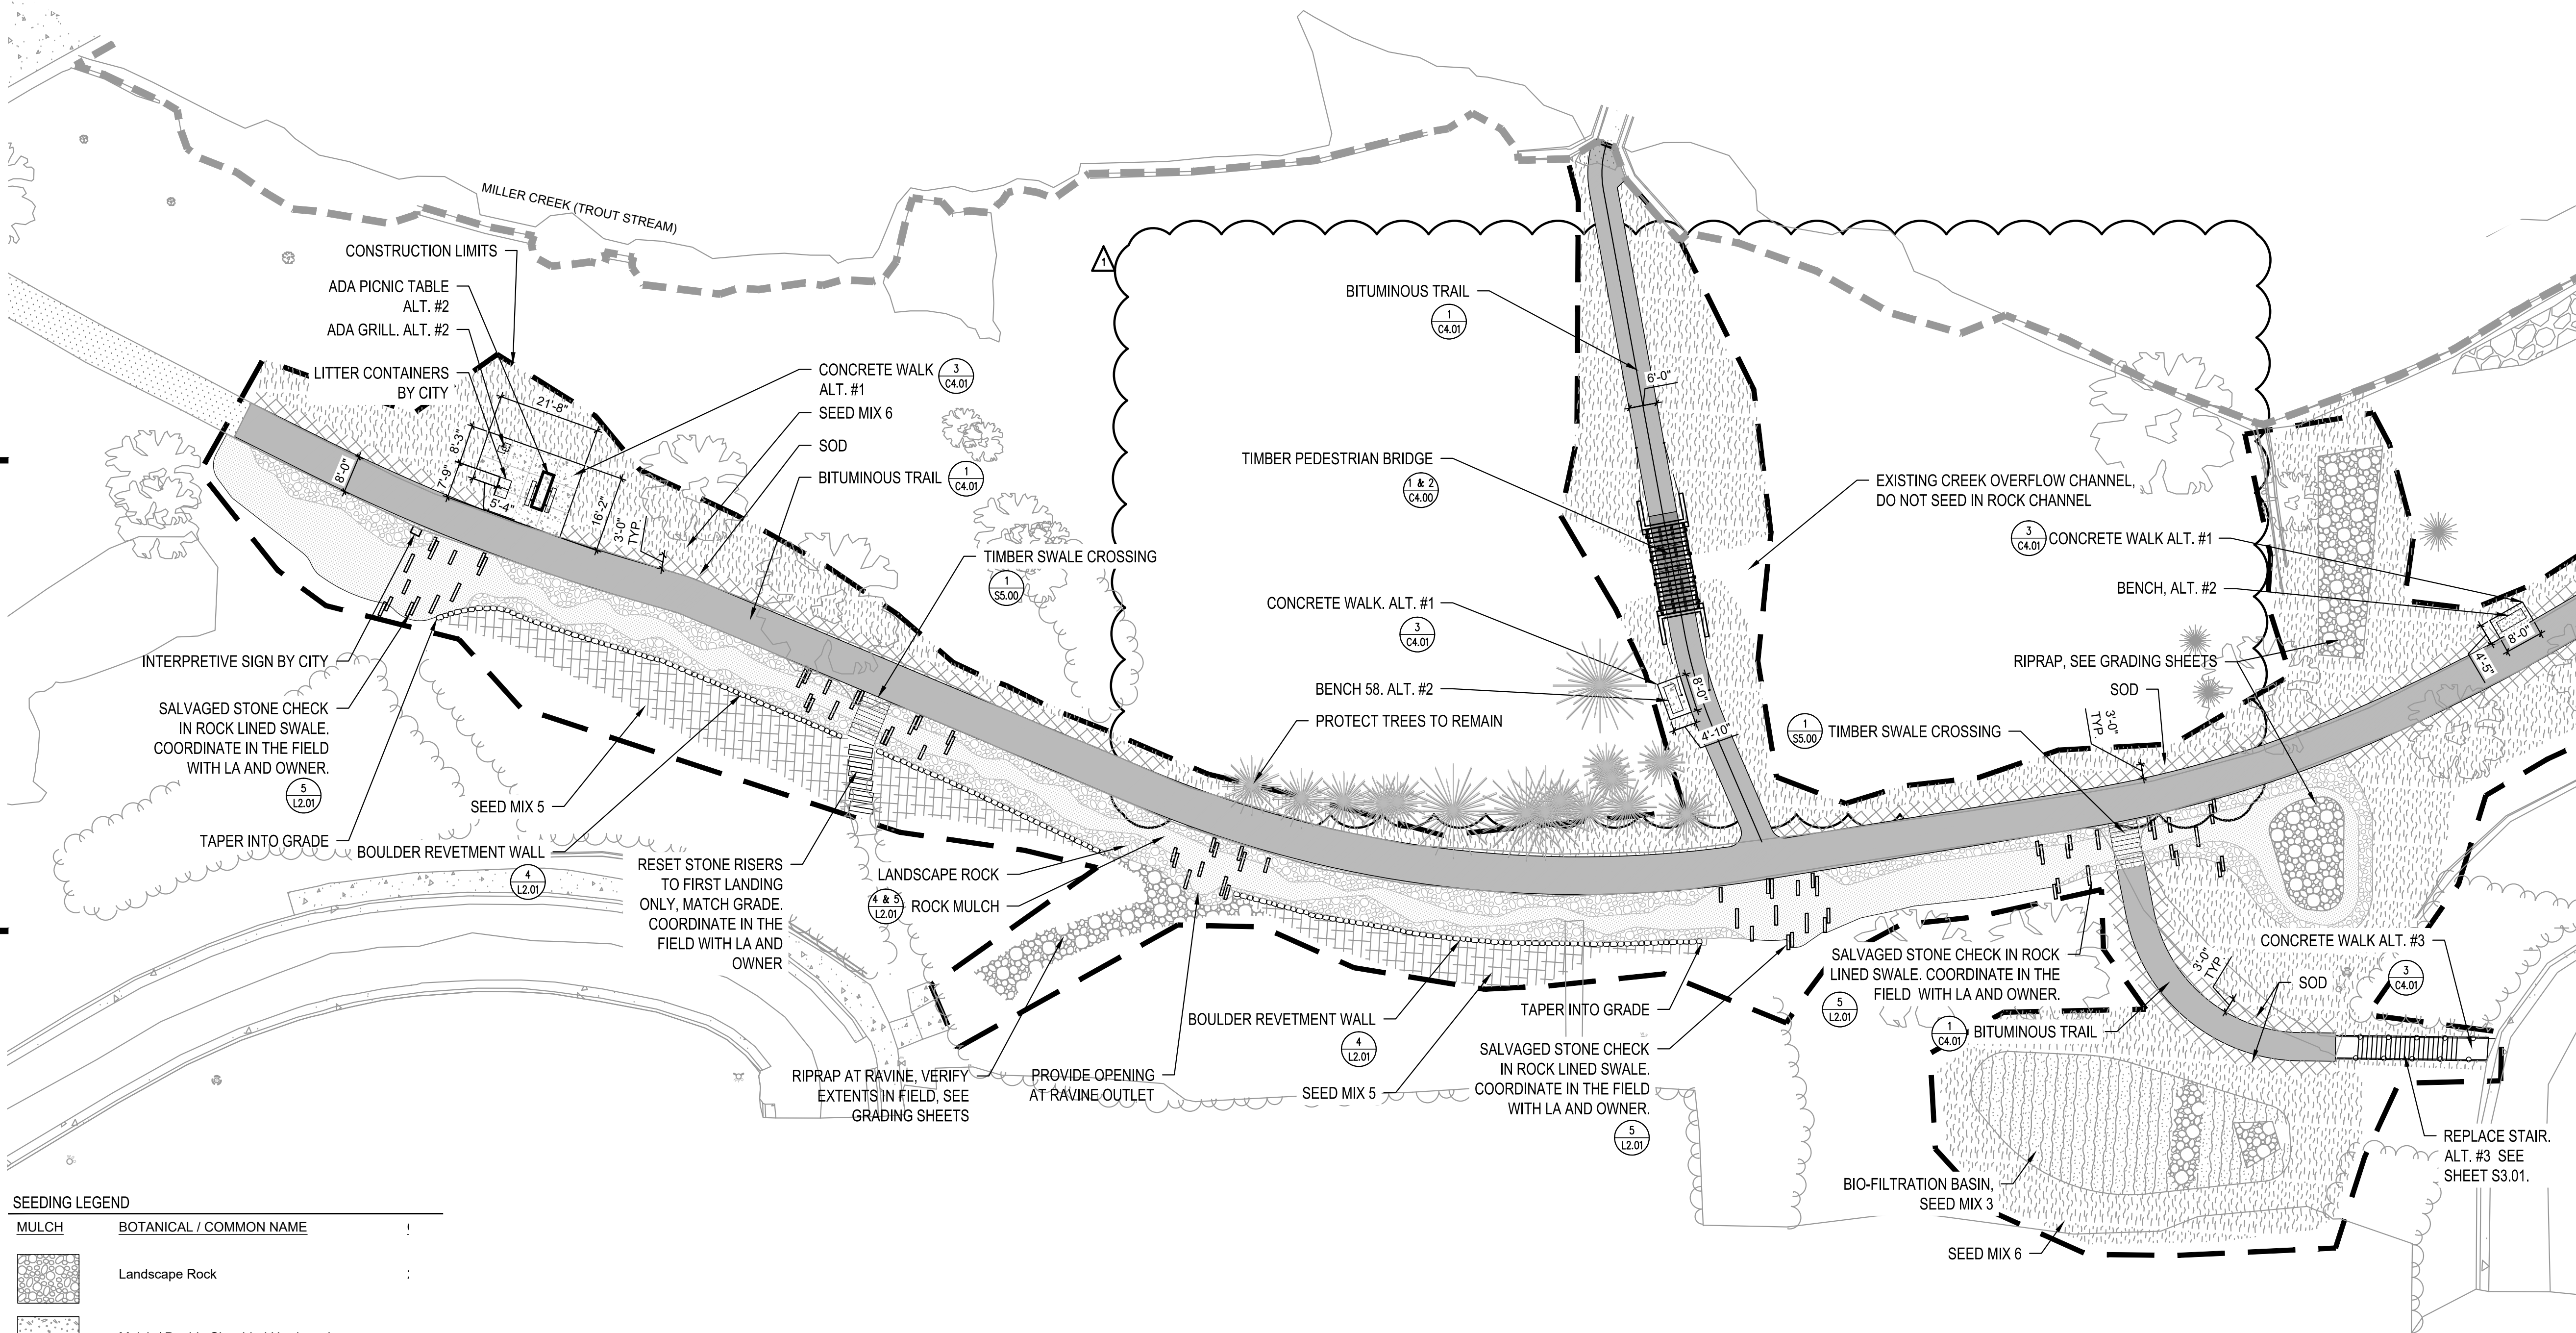 MILLER CREEK (TROUT STREAM)
CONSTRUCTION LIMITS
ADA PICNIC TABLE
ALT. #2
ADA GRILL. ALT. #2
LITTER CONTAINERS
BY CITY
21'-8"
8'-3"
7'-9"
5'-4"
16'-2"
3'-0"
TYP.
8'-0"
CONCRETE WALK
ALT. #1
3
C4.01
SEED MIX 6
SOD
BITUMINOUS TRAIL
1
C4.01
TIMBER SWALE CROSSING
1
S5.00
INTERPRETIVE SIGN BY CITY
SALVAGED STONE CHECK
IN ROCK LINED SWALE.
COORDINATE IN THE FIELD
WITH LA AND OWNER.
5
L2.01
TAPER INTO GRADE
SEED MIX 5
BOULDER REVETMENT WALL
4
L2.01
RESET STONE RISERS
TO FIRST LANDING
ONLY, MATCH GRADE.
COORDINATE IN THE
FIELD WITH LA AND
OWNER
LANDSCAPE ROCK
4 & 5
L2.01
ROCK MULCH
RIPRAP AT RAVINE, VERIFY
EXTENTS IN FIELD, SEE
GRADING SHEETS
PROVIDE OPENING
AT RAVINE OUTLET
1
BITUMINOUS TRAIL
1
C4.01
6'-0"
TIMBER PEDESTRIAN BRIDGE
1 & 2
C4.00
CONCRETE WALK. ALT. #1
3
C4.01
BENCH 58. ALT. #2
8'-0"
4'-10"
PROTECT TREES TO REMAIN
EXISTING CREEK OVERFLOW CHANNEL,
DO NOT SEED IN ROCK CHANNEL
3
C4.01
CONCRETE WALK ALT. #1
BENCH, ALT. #2
8'-0"
4'-5"
RIPRAP, SEE GRADING SHEETS
SOD
3'-0"
TYP.
1
S5.00
TIMBER SWALE CROSSING
BOULDER REVETMENT WALL
4
L2.01
SEED MIX 5
TAPER INTO GRADE
SALVAGED STONE CHECK
IN ROCK LINED SWALE.
COORDINATE IN THE FIELD
WITH LA AND OWNER.
5
L2.01
SALVAGED STONE CHECK IN ROCK
LINED SWALE. COORDINATE IN THE
FIELD WITH LA AND OWNER.
5
L2.01
1
C4.01
BITUMINOUS TRAIL
3'-0"
TYP.
SOD
CONCRETE WALK ALT. #3
3
C4.01
REPLACE STAIR.
ALT. #3 SEE
SHEET S3.01.
BIO-FILTRATION BASIN,
SEED MIX 3
SEED MIX 6
SEEDING LEGEND
MULCH BOTANICAL / COMMON NAME
Landscape Rock